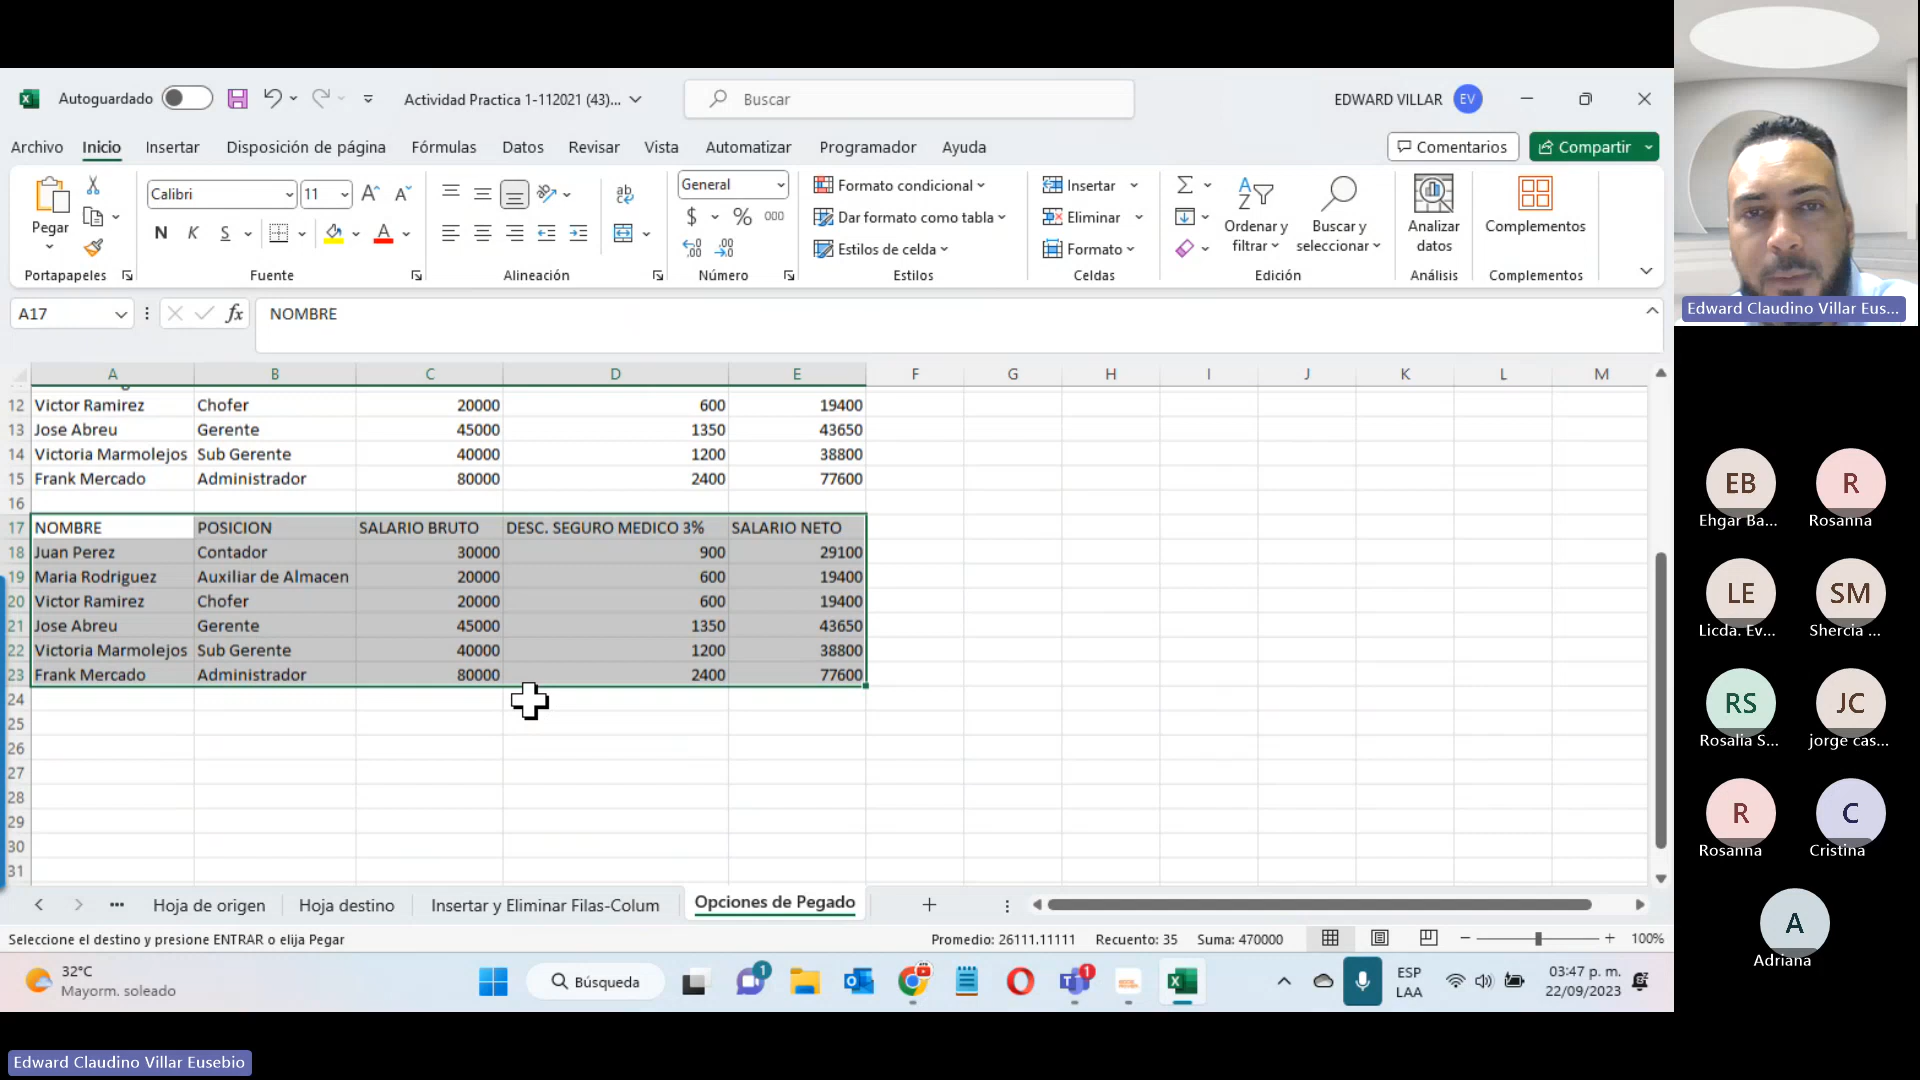 Autoguardado
Actividad Practica 1-112021 (43)...
Buscar
EDWARD VILLAR
EV
Archivo Inicio Insertar Disposición de página Fórmulas Datos Revisar Vista Automatizar Programador Ayuda
Comentarios
Compartir
Pegar
Portapapeles
Calibri
11
N K S
Fuente
Alineación
General
$ % 000
Número
Formato condicional
Dar formato como tabla
Estilos de celda
Estilos
Insertar
Eliminar
Formato
Celdas
Ordenar y filtrar
Buscar y seleccionar
Edición
Analizar datos
Análisis
Complementos
Complementos
A17
fx
NOMBRE
A B C D E F G H I J K L M
12 Victor Ramirez Chofer 20000 600 19400
13 Jose Abreu Gerente 45000 1350 43650
14 Victoria Marmolejos Sub Gerente 40000 1200 38800
15 Frank Mercado Administrador 80000 2400 77600
16
17 NOMBRE POSICION SALARIO BRUTO DESC. SEGURO MEDICO 3% SALARIO NETO
18 Juan Perez Contador 30000 900 29100
19 Maria Rodriguez Auxiliar de Almacen 20000 600 19400
20 Victor Ramirez Chofer 20000 600 19400
21 Jose Abreu Gerente 45000 1350 43650
22 Victoria Marmolejos Sub Gerente 40000 1200 38800
23 Frank Mercado Administrador 80000 2400 77600
24
25
26
27
28
29
30
31
Hoja de origen Hoja destino Insertar y Eliminar Filas-Colum Opciones de Pegado
Seleccione el destino y presione ENTRAR o elija Pegar
Promedio: 26111.11111 Recuento: 35 Suma: 470000
100%
32°C
Mayorm. soleado
Búsqueda
1
1
ESP
LAA
03:47 p. m.
22/09/2023
Edward Claudino Villar Eus...
EB
Ehgar Ba...
R
Rosanna
LE
Licda. Ev...
SM
Shercia ...
RS
Rosalia S...
JC
jorge cas...
R
Rosanna
C
Cristina
A
Adriana
Edward Claudino Villar Eusebio